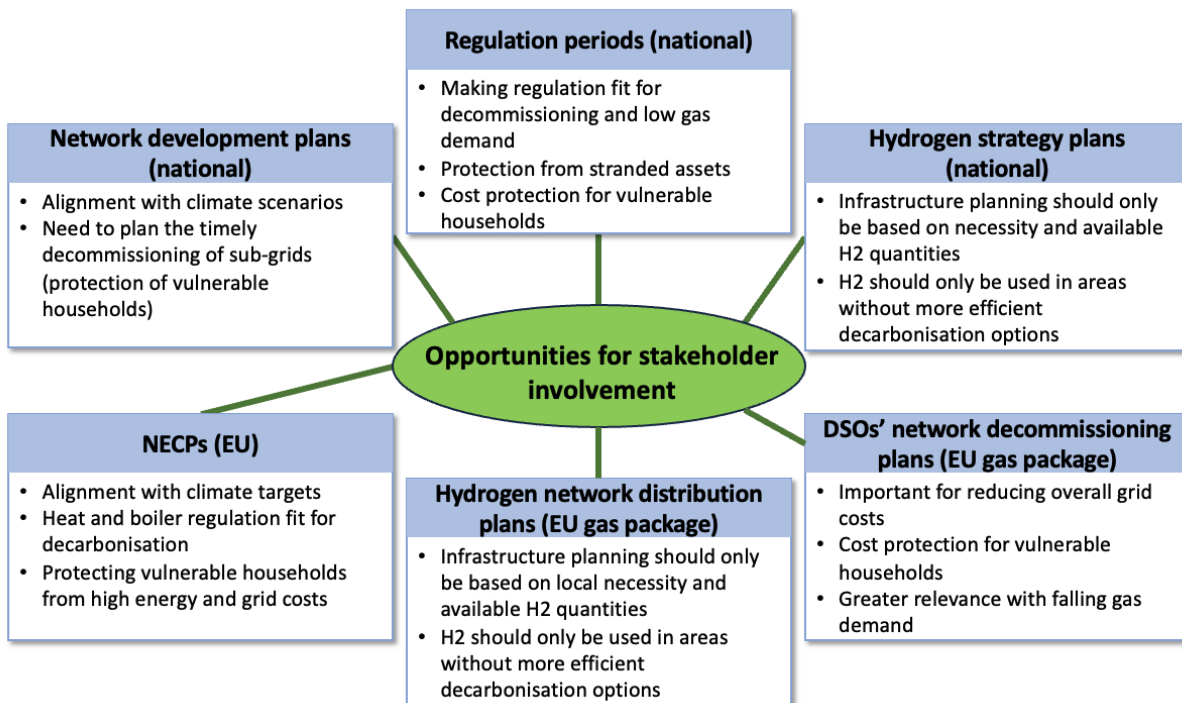 Regulation periods (national)
• Making regulation fit for
decommissioning and low gas
demand
• Protection from stranded assets
• Cost protection for vulnerable
households
Network development plans
(national)
• Alignment with climate scenarios
• Need to plan the timely
decommissioning of sub-grids
(protection of vulnerable
households)
Hydrogen strategy plans
(national)
• Infrastructure planning should only
be based on necessity and available
H2 quantities
• H2 should only be used in areas
without more efficient
decarbonisation options
Opportunities for stakeholder
involvement
NECPs (EU)
• Alignment with climate targets
• Heat and boiler regulation fit for
decarbonisation
• Protecting vulnerable households
from high energy and grid costs
Hydrogen network distribution
plans (EU gas package)
• Infrastructure planning should only
be based on local necessity and
available H2 quantities
• H2 should only be used in areas
without more efficient
decarbonisation options
DSOs’ network decommissioning
plans (EU gas package)
• Important for reducing overall grid
costs
• Cost protection for vulnerable
households
• Greater relevance with falling gas
demand